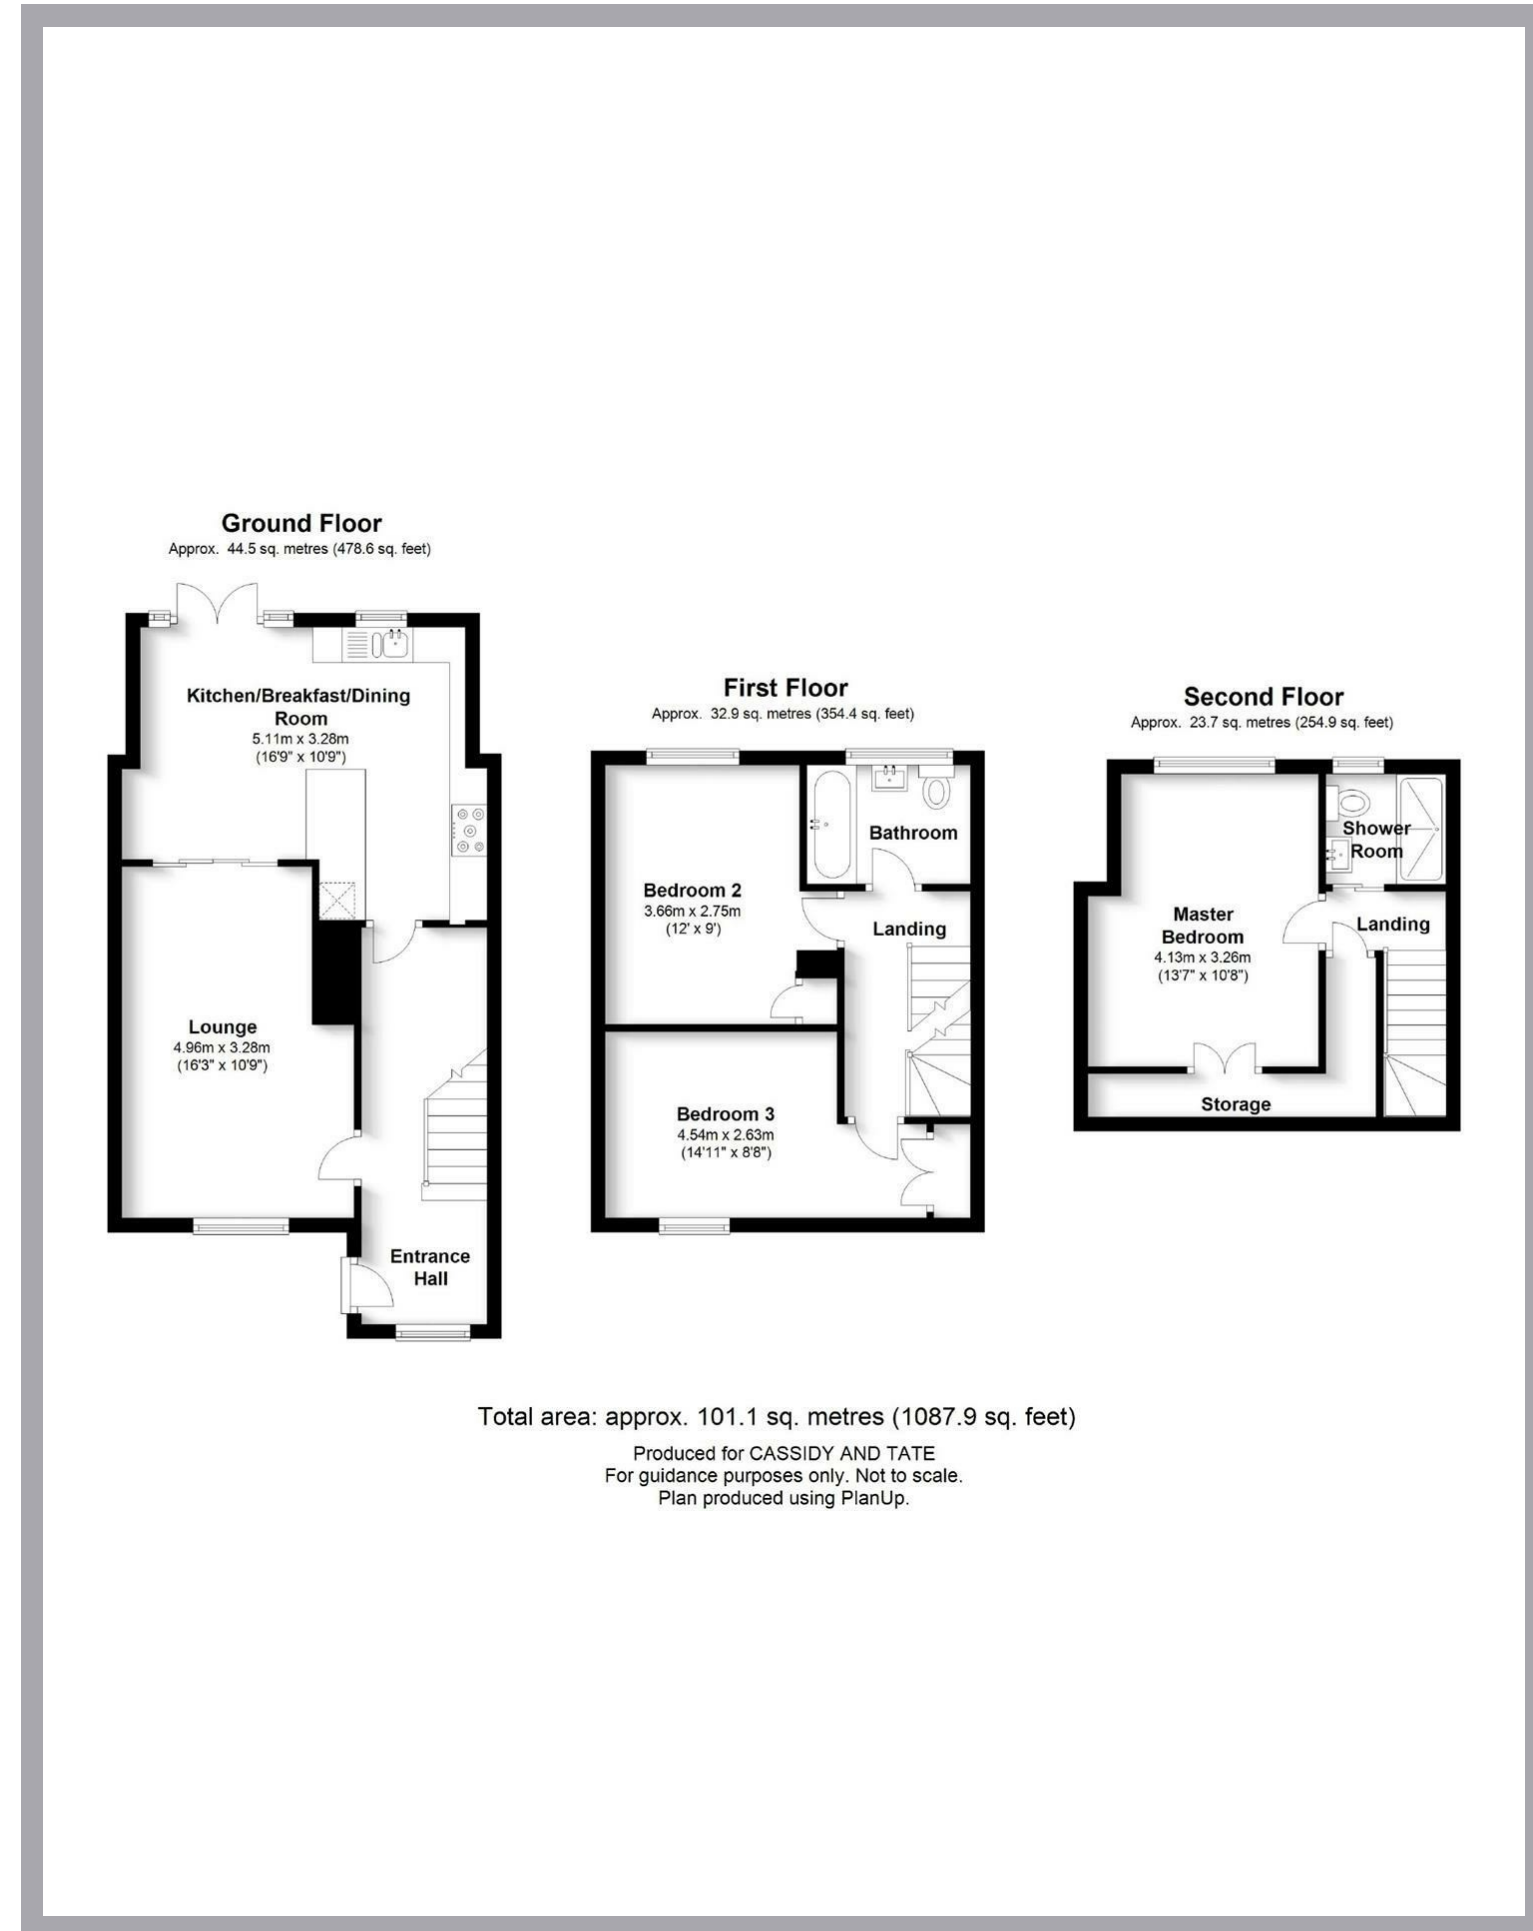 Ground Floor
Approx. 44.5 sq. metres (478.6 sq. feet)
Kitchen/Breakfast/Dining
Room
5.11m x 3.28m
(16'9" x 10'9")
Lounge
4.96m x 3.28m
(16'3" x 10'9")
Entrance
Hall
First Floor
Approx. 32.9 sq. metres (354.4 sq. feet)
Bathroom
Bedroom 2
3.66m x 2.75m
(12' x 9')
Landing
Bedroom 3
4.54m x 2.63m
(14'11" x 8'8")
Second Floor
Approx. 23.7 sq. metres (254.9 sq. feet)
Shower
Room
Master
Bedroom
4.13m x 3.26m
(13'7" x 10'8")
Landing
Storage
Total area: approx. 101.1 sq. metres (1087.9 sq. feet)
Produced for CASSIDY AND TATE
For guidance purposes only. Not to scale.
Plan produced using PlanUp.